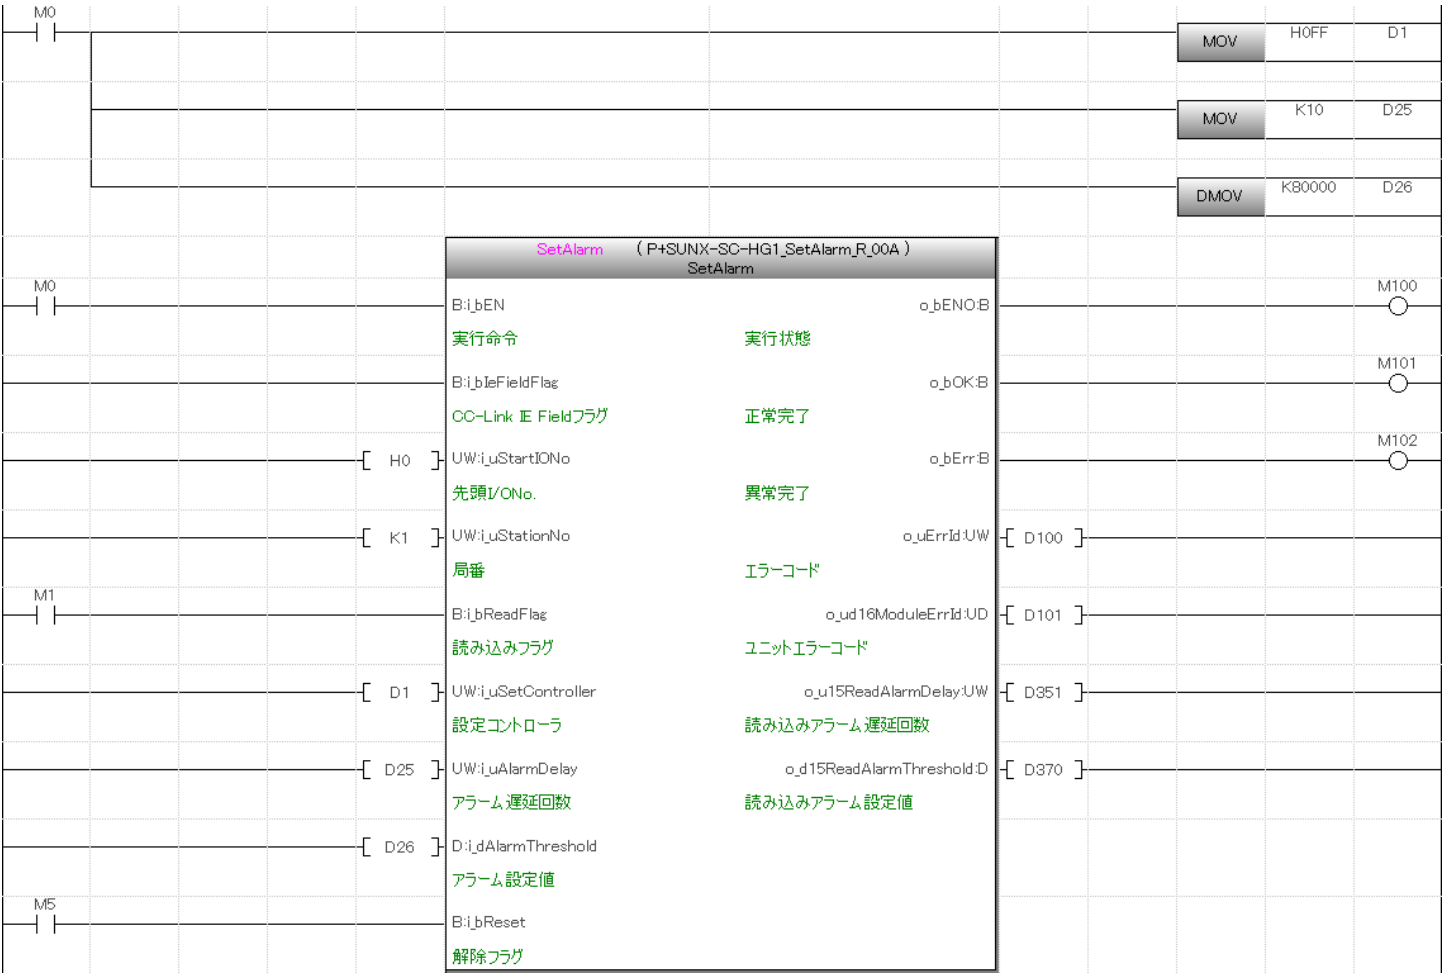 M0
MOV H0FF D1
MOV K10 D25
DMOV K80000 D26
SetAlarm (P+SUNX-SC-HG1_SetAlarm_R_00A)
SetAlarm
M0 B:i_bEN o_bENO:B M100
実行命令 実行状態
B:i_bIeFieldFlag o_bOK:B M101
CC-Link IE Fieldフラグ 正常完了
H0 UW:i_uStartIONo o_bErr:B M102
先頭I/ONo. 異常完了
K1 UW:i_uStationNo o_uErrId:UW D100
局番 エラーコード
M1 B:i_bReadFlag o_ud16ModuleErrId:UD D101
読み込みフラグ ユニットエラーコード
D1 UW:i_uSetController o_u15ReadAlarmDelay:UW D351
設定コントローラ 読み込みアラーム遅延回数
D25 UW:i_uAlarmDelay o_d15ReadAlarmThreshold:D D370
アラーム遅延回数 読み込みアラーム設定値
D26 D:i_dAlarmThreshold
アラーム設定値
M5 B:i_bReset
解除フラグ